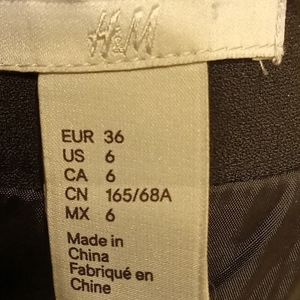 H&M
EUR 36
US 6
CA 6
CN 165/68A
MX 6
Made in
China
Fabriqué en
Chine